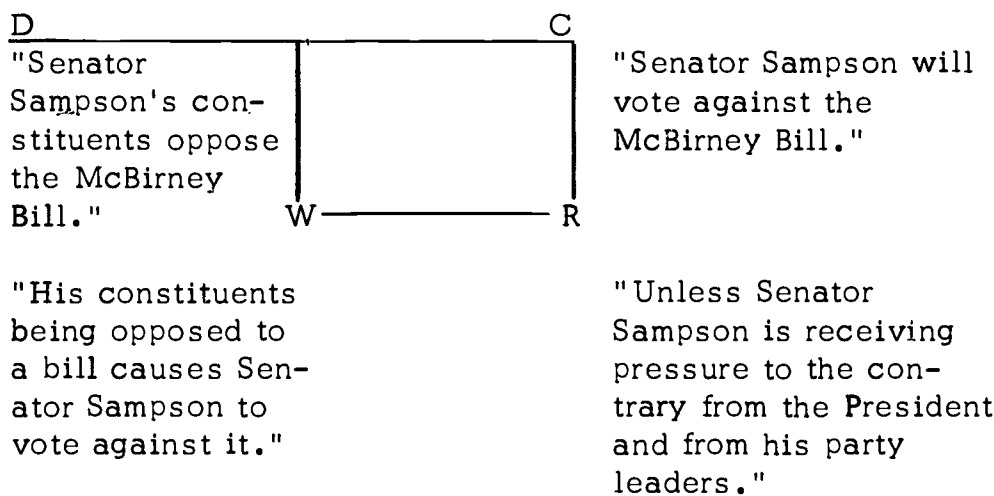 D C
"Senator
Sampson's con-
stituents oppose
the McBirney
Bill."
"Senator Sampson will
vote against the
McBirney Bill."
W R
"His constituents
being opposed to
a bill causes Sen-
ator Sampson to
vote against it."
"Unless Senator
Sampson is receiving
pressure to the con-
trary from the President
and from his party
leaders."